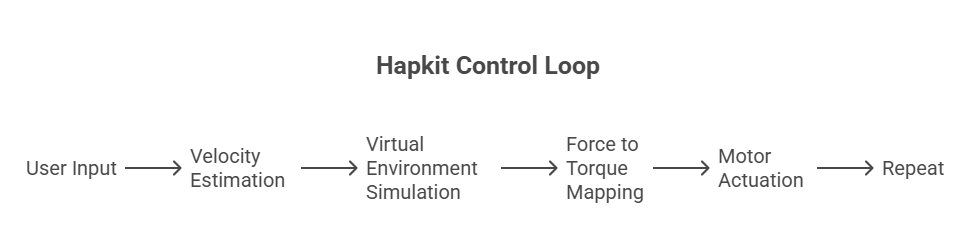 Hapkit Control Loop
User Input
Velocity
Estimation
Virtual
Environment
Simulation
Force to
Torque
Mapping
Motor
Actuation
Repeat